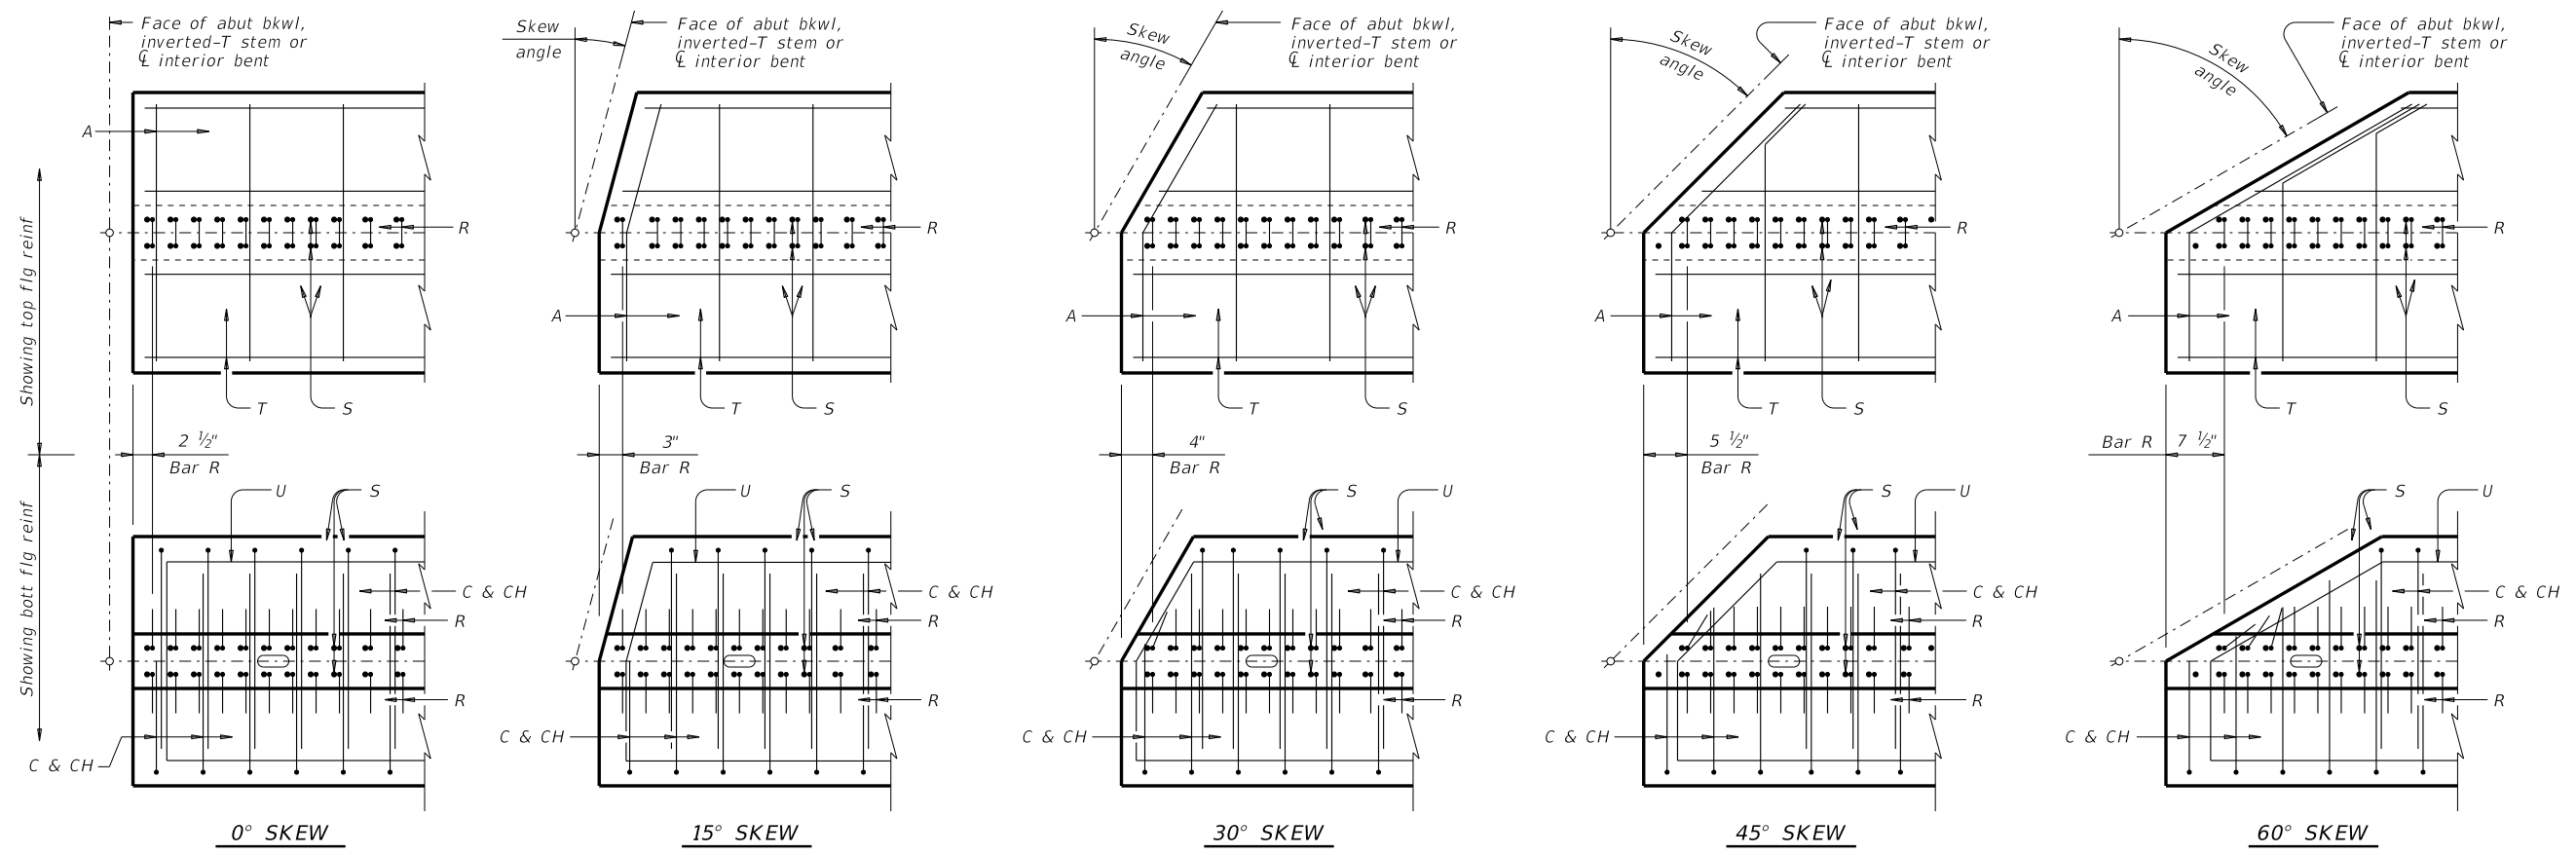 Face of abut bkwl,
inverted-T stem or
℄ interior bent
Skew
angle
Face of abut bkwl,
inverted-T stem or
℄ interior bent
Skew
angle
Face of abut bkwl,
inverted-T stem or
℄ interior bent
Skew
angle
Face of abut bkwl,
inverted-T stem or
℄ interior bent
Skew
angle
Face of abut bkwl,
inverted-T stem or
℄ interior bent
Showing top flg reinf
A
R
T
S
A
R
T
S
A
R
T
S
A
R
T
S
A
R
T
S
2 ½"
Bar R
3"
Bar R
4"
Bar R
5 ½"
Bar R
Bar R 7 ½"
Showing bott flg reinf
U
S
C & CH
R
R
C & CH
U
S
C & CH
R
R
C & CH
S
U
C & CH
R
R
C & CH
S
U
C & CH
R
R
C & CH
S
U
C & CH
R
R
C & CH
0° SKEW
15° SKEW
30° SKEW
45° SKEW
60° SKEW